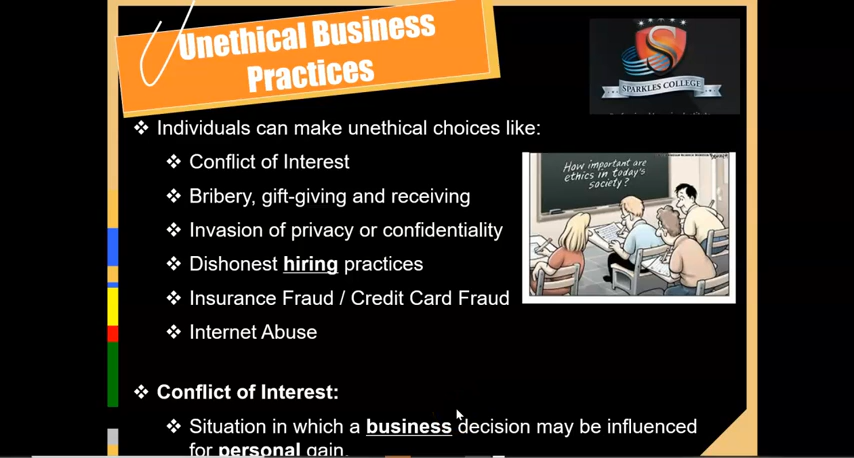 Unethical Business
Practices
SPARKLES COLLEGE
❖ Individuals can make unethical choices like:
❖ Conflict of Interest
❖ Bribery, gift-giving and receiving
❖ Invasion of privacy or confidentiality
❖ Dishonest hiring practices
❖ Insurance Fraud / Credit Card Fraud
❖ Internet Abuse
How important are
ethics in today's
society?
❖ Conflict of Interest:
❖ Situation in which a business decision may be influenced
for personal gain.